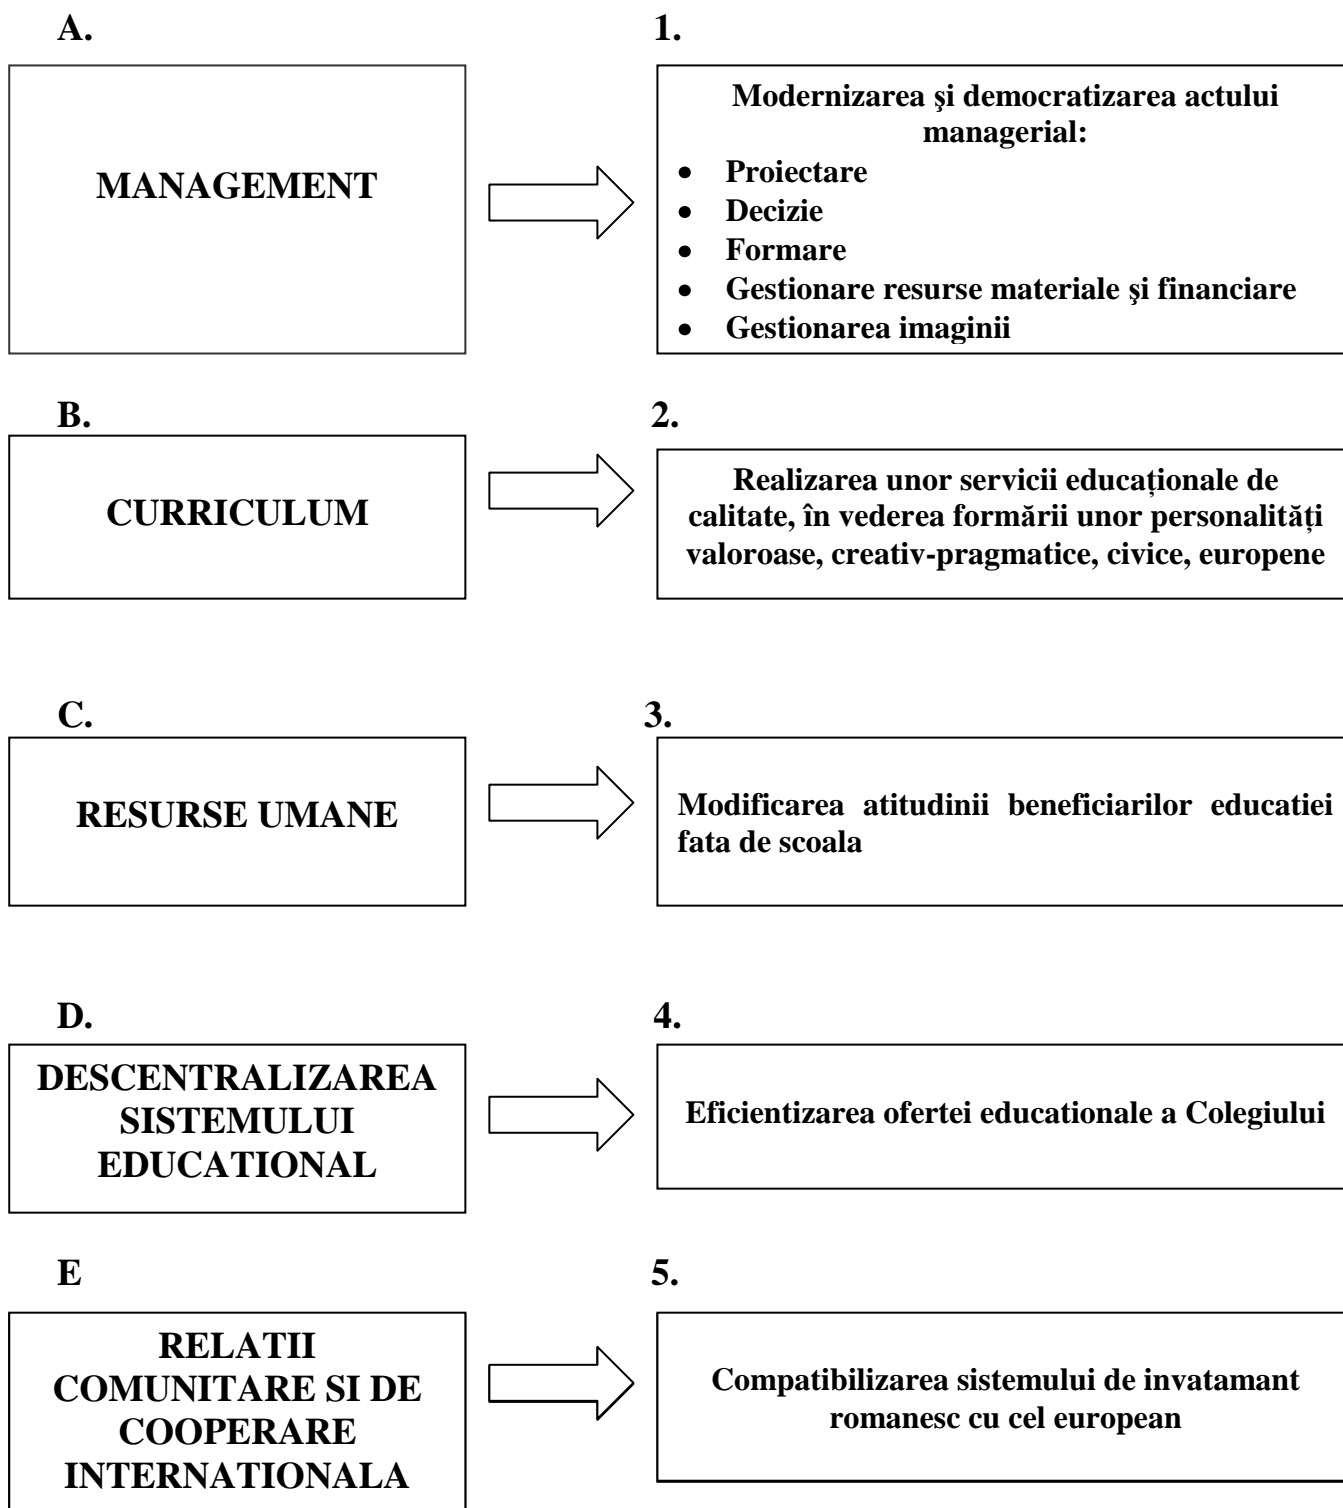 A.
1.
MANAGEMENT
Modernizarea şi democratizarea actului
managerial:
• Proiectare
• Decizie
• Formare
• Gestionare resurse materiale şi financiare
• Gestionarea imaginii
B.
2.
CURRICULUM
Realizarea unor servicii educaționale de
calitate, în vederea formării unor personalități
valoroase, creativ-pragmatice, civice, europene
C.
3.
RESURSE UMANE
Modificarea atitudinii beneficiarilor educatiei
fata de scoala
D.
4.
DESCENTRALIZAREA
SISTEMULUI
EDUCATIONAL
Eficientizarea ofertei educationale a Colegiului
E
5.
RELATII
COMUNITARE SI DE
COOPERARE
INTERNATIONALA
Compatibilizarea sistemului de invatamant
romanesc cu cel european